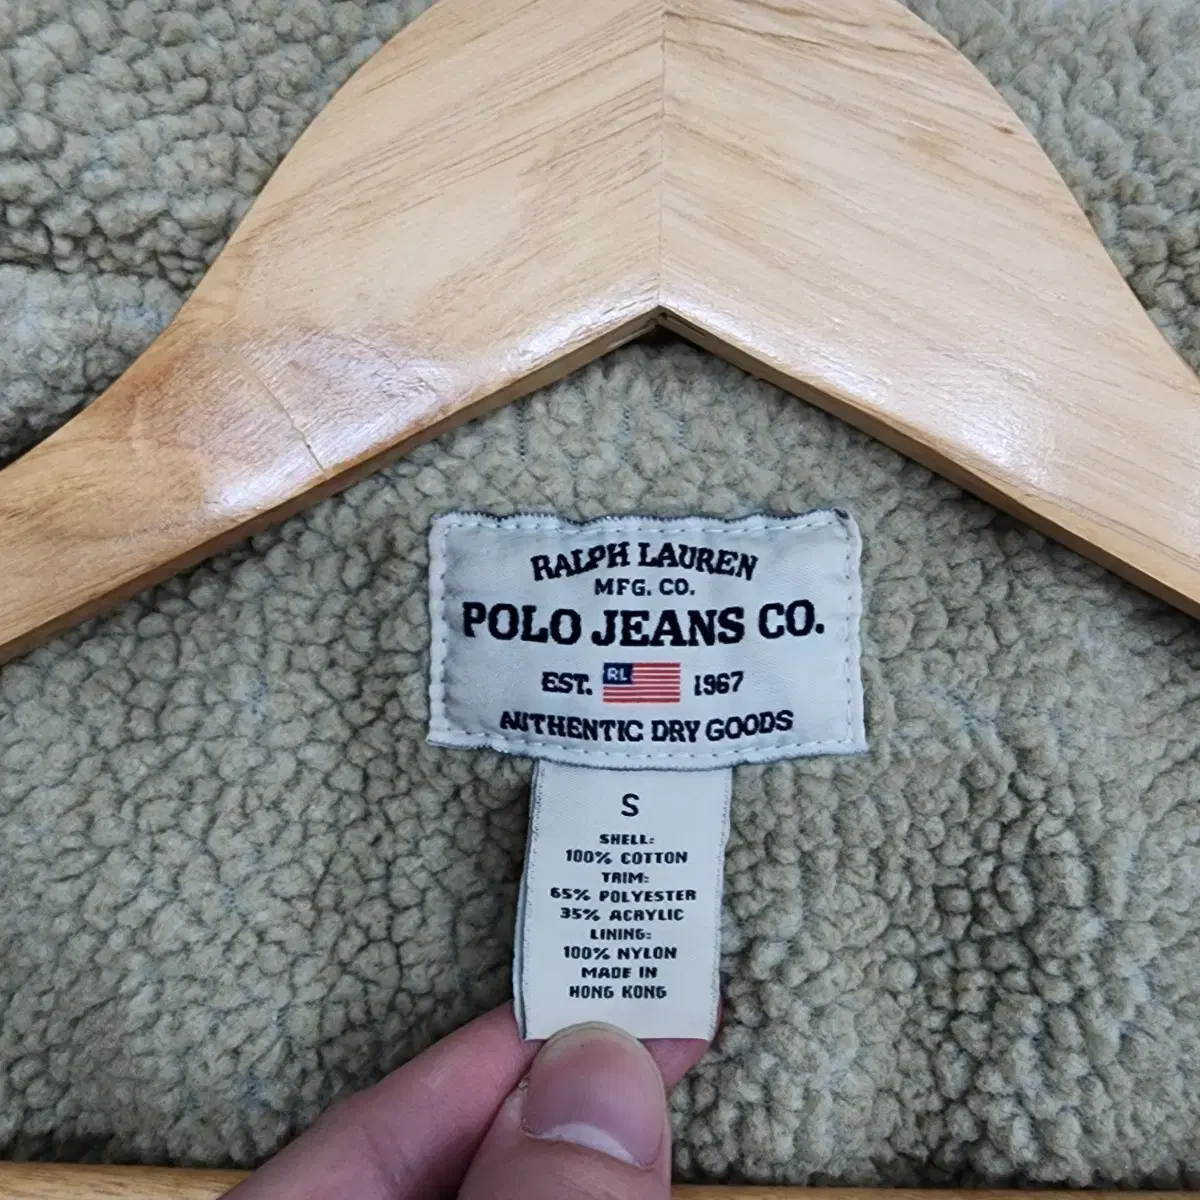 RALPH LAUREN
MFG. CO.
POLO JEANS CO.
EST. RL 1967
AUTHENTIC DRY GOODS
S
SHELL:
100% COTTON
TRIM:
65% POLYESTER
35% ACRYLIC
LINING:
100% NYLON
MADE IN
HONG KONG